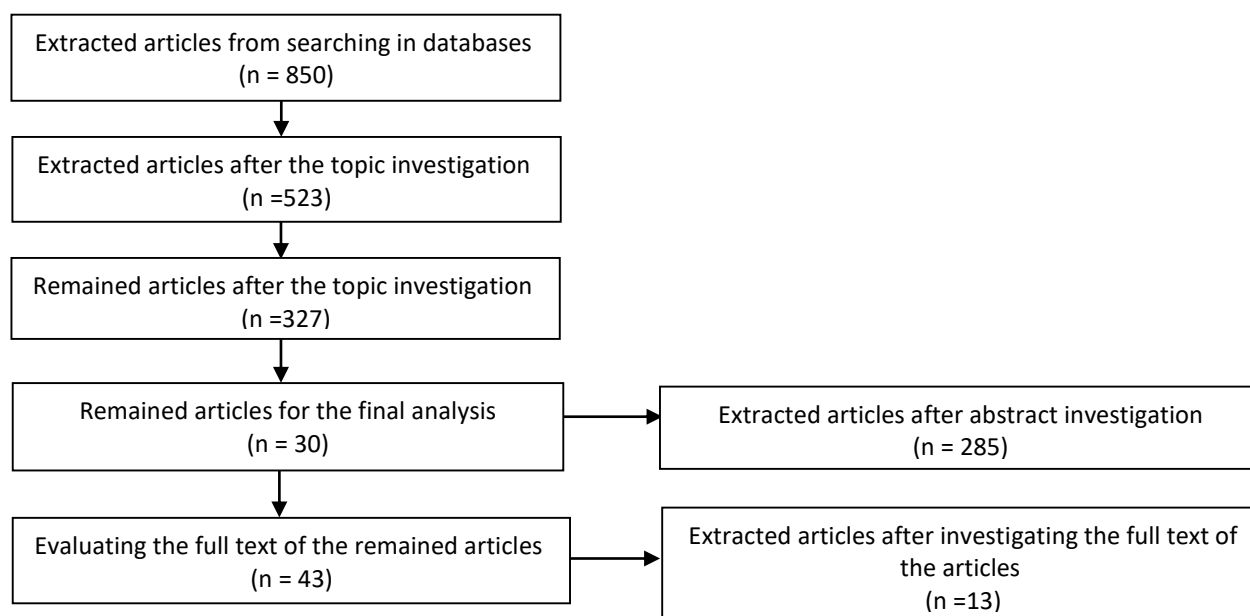 Extracted articles from searching in databases
(n = 850)
Extracted articles after the topic investigation
(n =523)
Remained articles after the topic investigation
(n =327)
Remained articles for the final analysis
(n = 30)
Extracted articles after abstract investigation
(n = 285)
Evaluating the full text of the remained articles
(n = 43)
Extracted articles after investigating the full text of
the articles
(n =13)